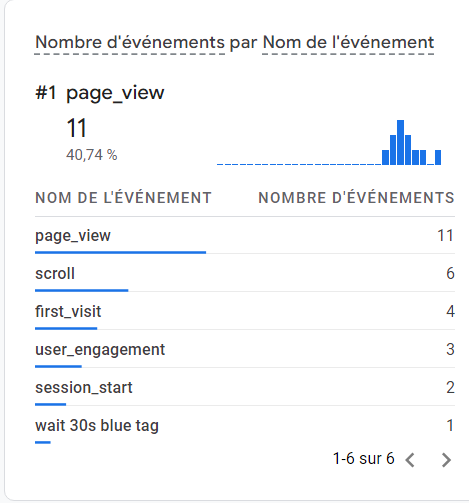 Nombre d'événements par Nom de l'événement
#1 page_view
11
40,74 %
NOM DE L'ÉVÉNEMENT NOMBRE D'ÉVÉNEMENTS
page_view 11
scroll 6
first_visit 4
user_engagement 3
session_start 2
wait 30s blue tag 1
1-6 sur 6